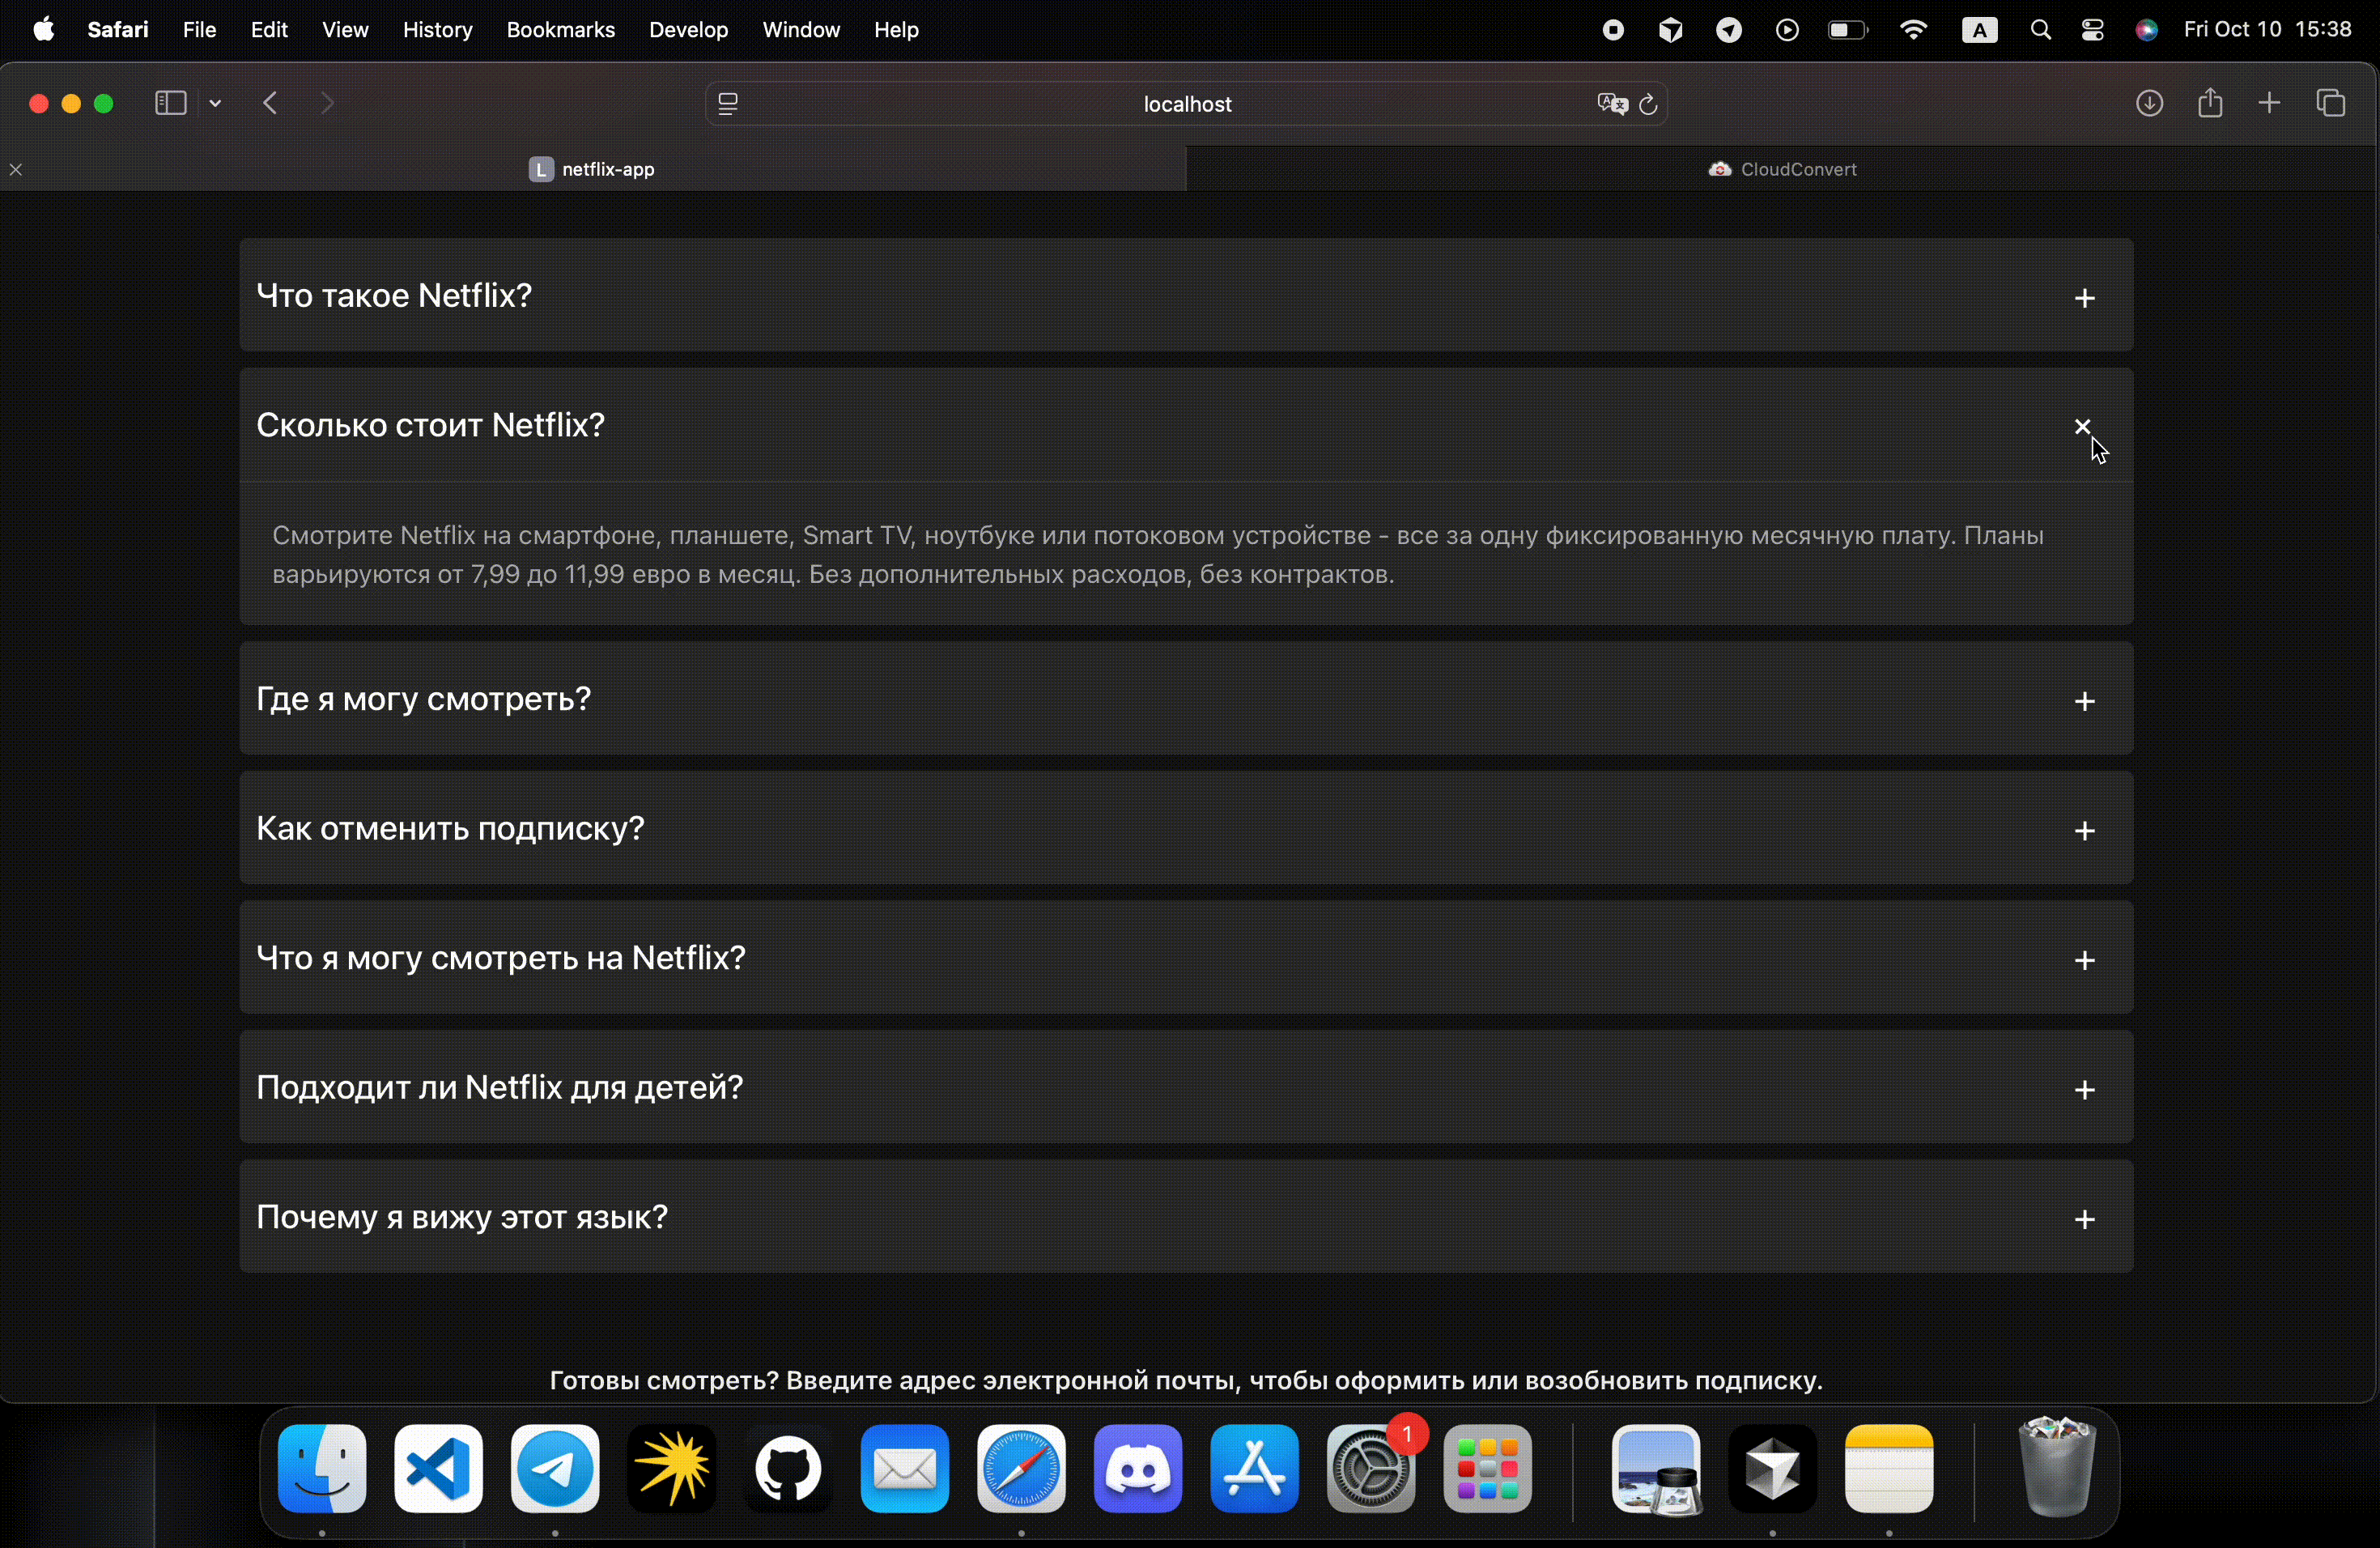 Safari File Edit View History Bookmarks Develop Window Help A Fri Oct 10 15:38
localhost
L netflix-app CloudConvert
Что такое Netflix? +
Сколько стоит Netflix? ×
Смотрите Netflix на смартфоне, планшете, Smart TV, ноутбуке или потоковом устройстве - все за одну фиксированную месячную плату. Планы
варьируются от 7,99 до 11,99 евро в месяц. Без дополнительных расходов, без контрактов.
Где я могу смотреть? +
Как отменить подписку? +
Что я могу смотреть на Netflix? +
Подходит ли Netflix для детей? +
Почему я вижу этот язык? +
Готовы смотреть? Введите адрес электронной почты, чтобы оформить или возобновить подписку.
1